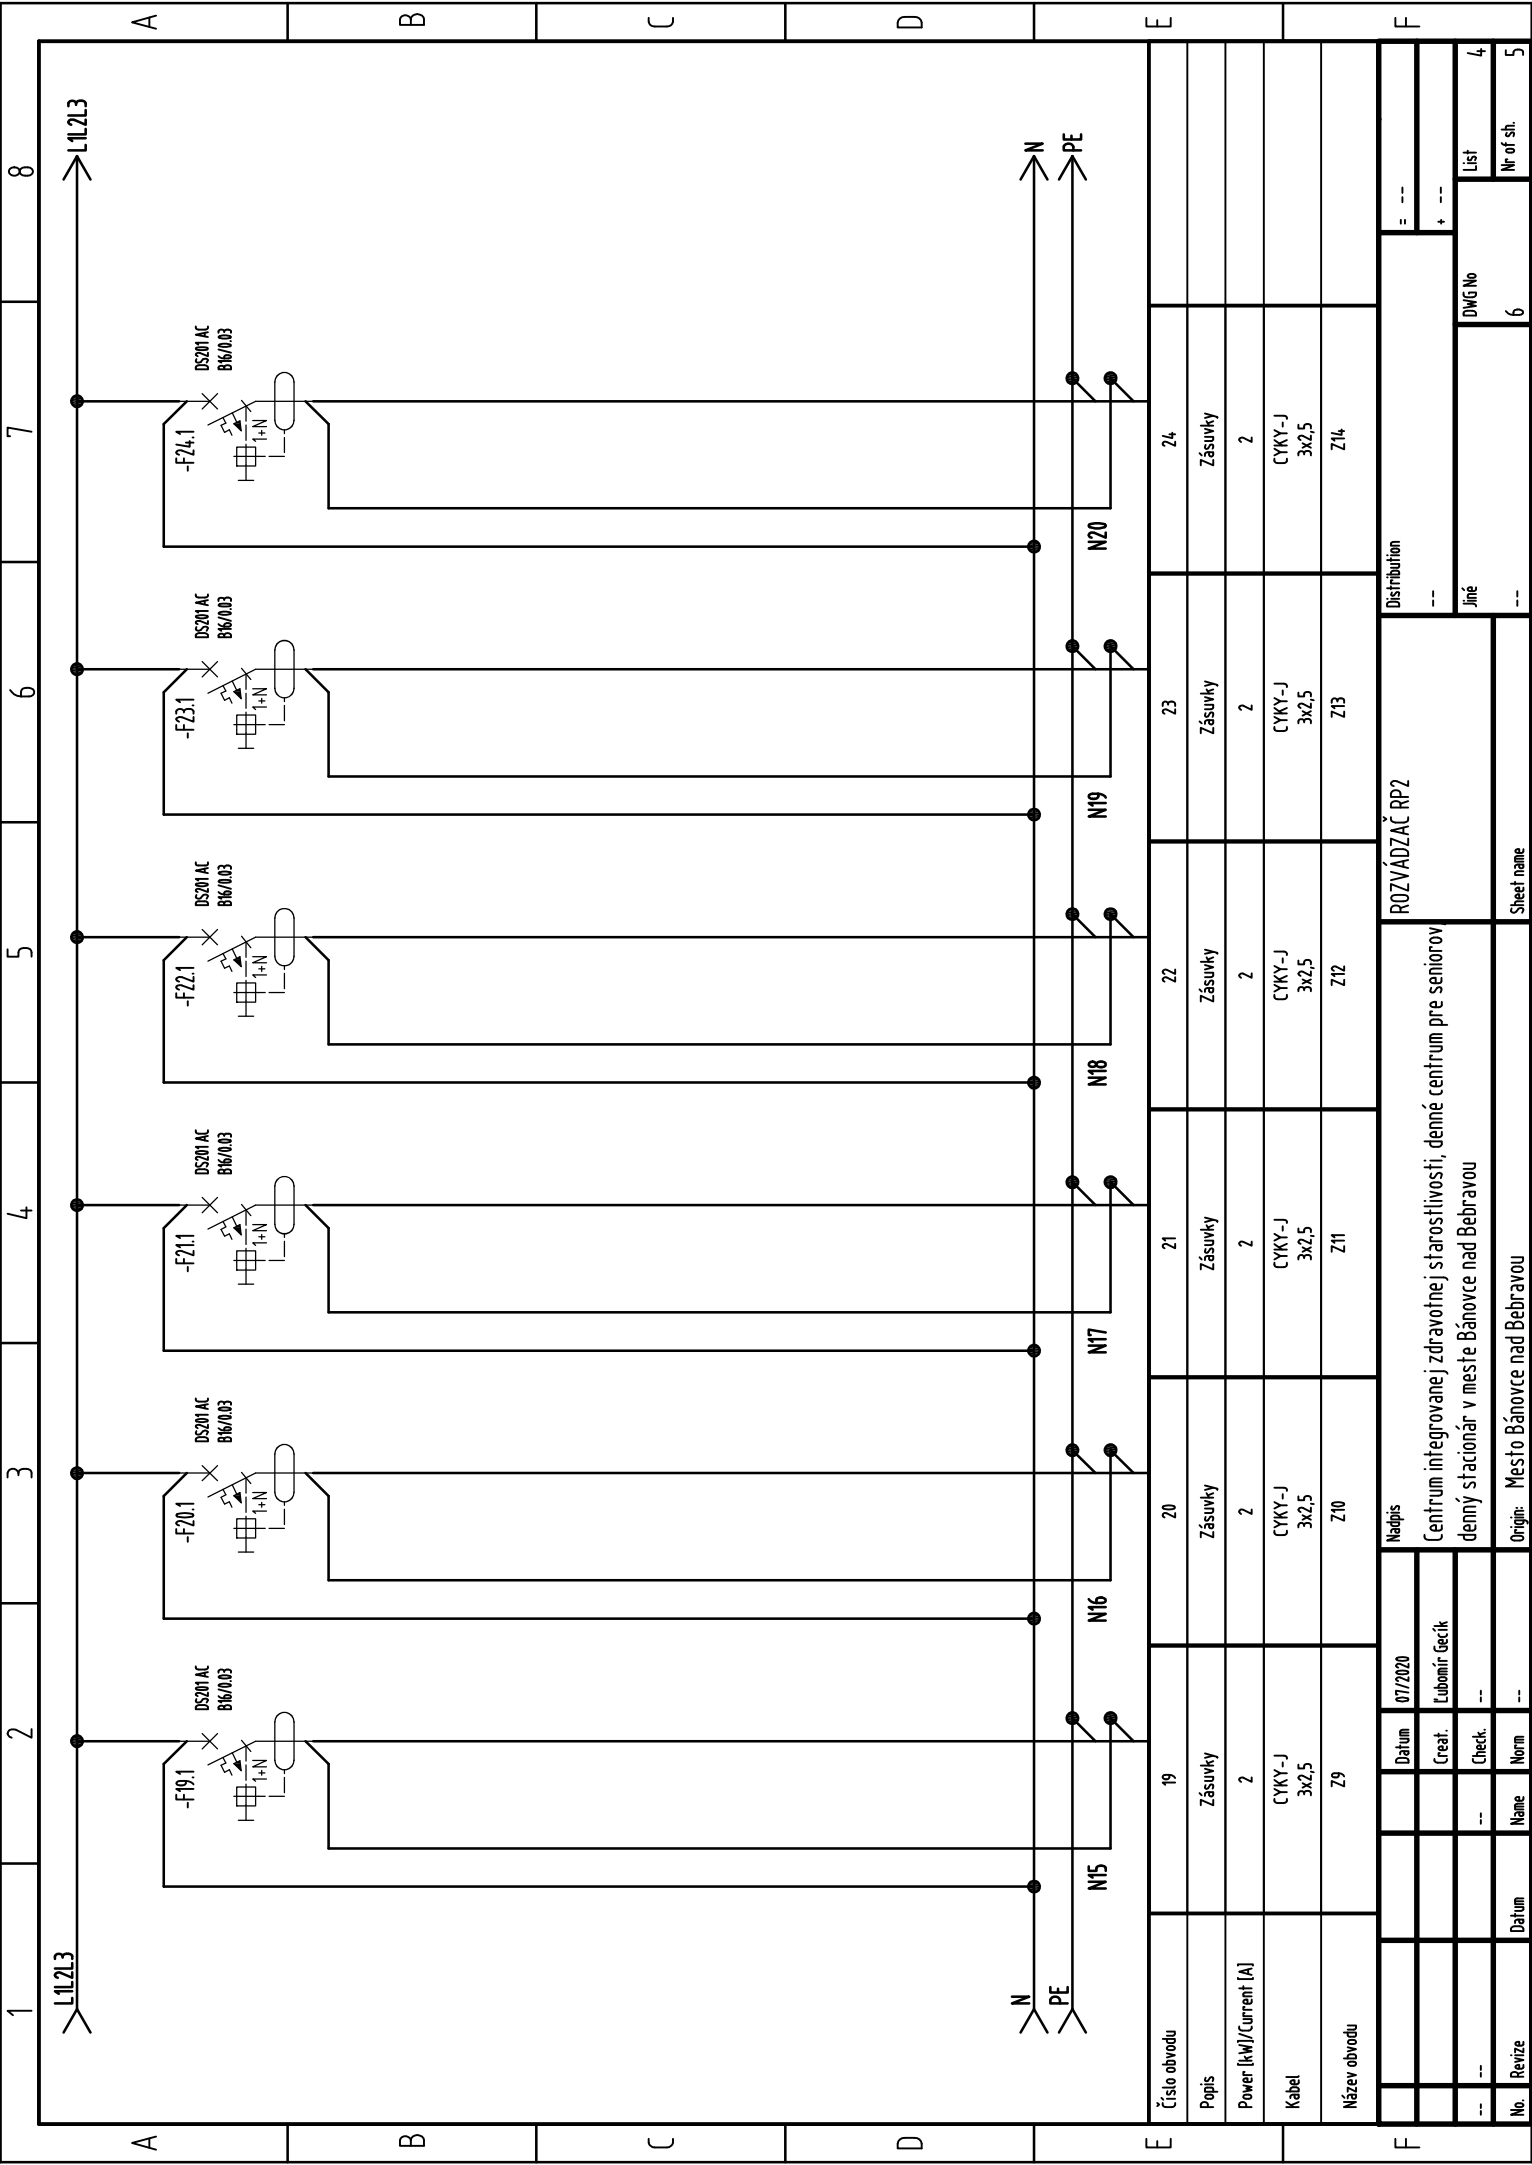 1 2 3 4 5 6 7 8
A A
B B
C C
D D
E E
F F
L1L2L3 L1L2L3
DS201 AC DS201 AC DS201 AC DS201 AC DS201 AC DS201 AC
B16/0.03 B16/0.03 B16/0.03 B16/0.03 B16/0.03 B16/0.03
-F19.1 -F20.1 -F21.1 -F22.1 -F23.1 -F24.1
1+N 1+N 1+N 1+N 1+N 1+N
N N
PE PE
N15 N16 N17 N18 N19 N20
Číslo obvodu 19 20 21 22 23 24
Popis Zásuvky Zásuvky Zásuvky Zásuvky Zásuvky Zásuvky
Power [kW]/Current [A] 2 2 2 2 2 2
Kabel CYKY-J CYKY-J CYKY-J CYKY-J CYKY-J CYKY-J
3x2,5 3x2,5 3x2,5 3x2,5 3x2,5 3x2,5
Název obvodu Z9 Z10 Z11 Z12 Z13 Z14
Datum 07/2020
Creat. Ľubomír Gecík
-- -- -- Check. --
No. Revize Datum Name Norm --
Nadpis
Centrum integrovanej zdravotnej starostlivosti, denné centrum pre seniorov,
denný stacionár v meste Bánovce nad Bebravou
Origin: Mesto Bánovce nad Bebravou
ROZVÁDZAČ RP2
Sheet name
Distribution
--
Jiné
--
= --
+ --
DWG No
6
List 4
Nr of sh. 5